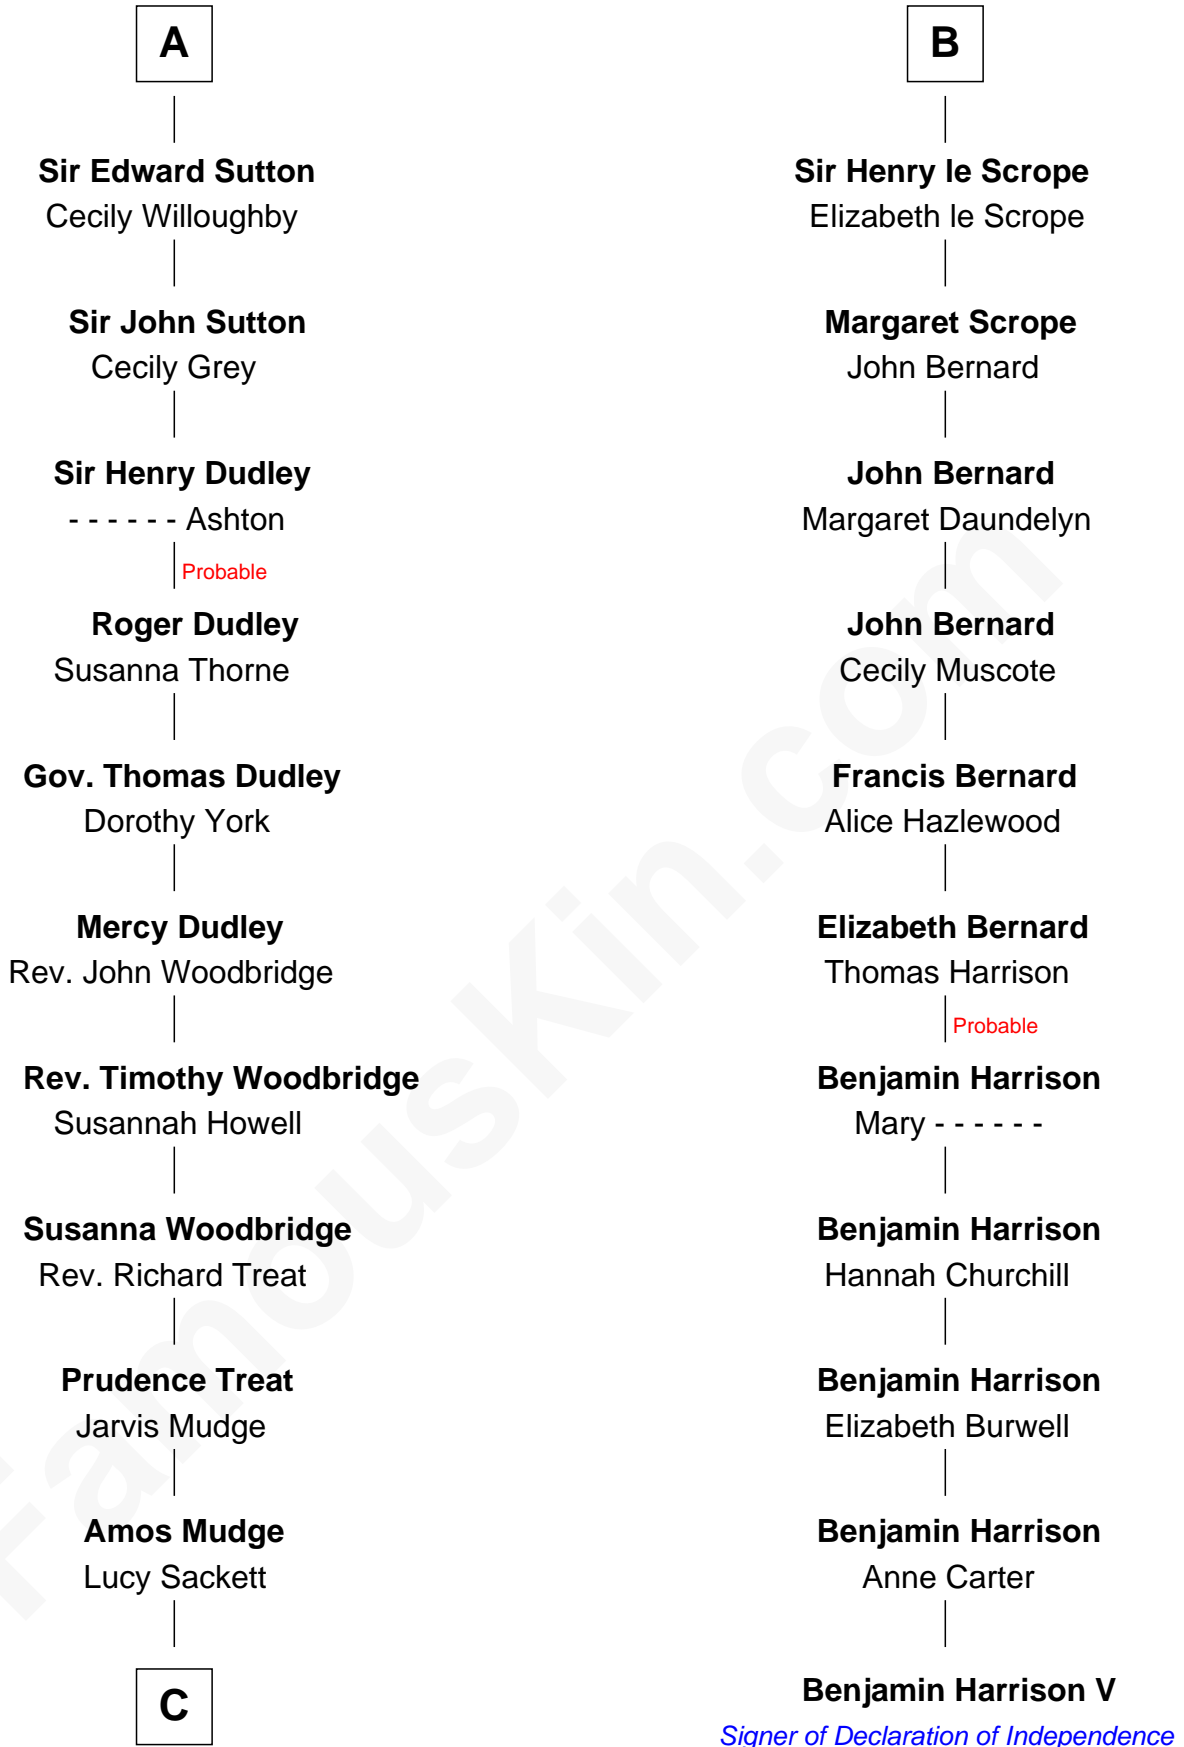 A
Sir Edward Sutton
Cecily Willoughby
Sir John Sutton
Cecily Grey
Sir Henry Dudley
- - - - - - Ashton
Probable
Roger Dudley
Susanna Thorne
Gov. Thomas Dudley
Dorothy York
Mercy Dudley
Rev. John Woodbridge
Rev. Timothy Woodbridge
Susannah Howell
Susanna Woodbridge
Rev. Richard Treat
Prudence Treat
Jarvis Mudge
Amos Mudge
Lucy Sackett
C
B
Sir Henry le Scrope
Elizabeth le Scrope
Margaret Scrope
John Bernard
John Bernard
Margaret Daundelyn
John Bernard
Cecily Muscote
Francis Bernard
Alice Hazlewood
Elizabeth Bernard
Thomas Harrison
Probable
Benjamin Harrison
Mary - - - - - -
Benjamin Harrison
Hannah Churchill
Benjamin Harrison
Elizabeth Burwell
Benjamin Harrison
Anne Carter
Benjamin Harrison V
Signer of Declaration of Independence
FamousKin.com